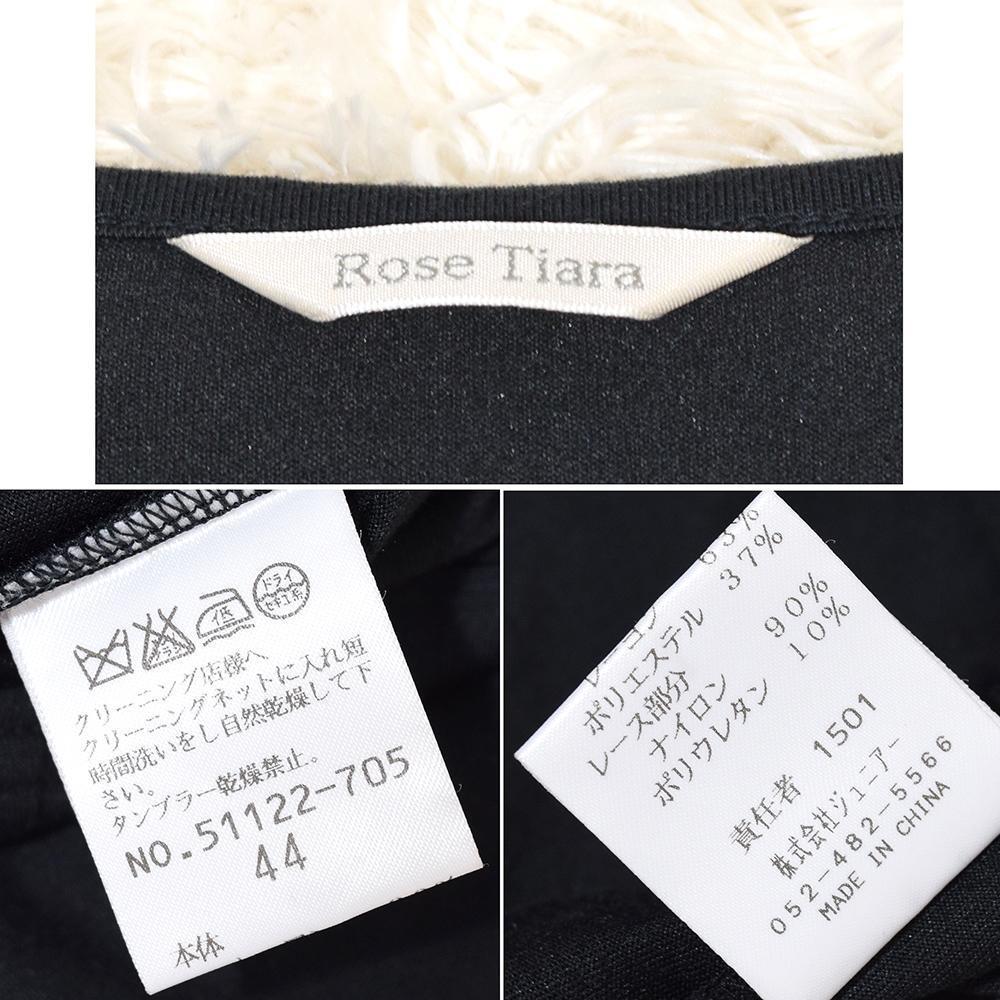 Rose Tiara
ドライ
セキユ系
低
クリーニング店様へ
クリーニングネットに入れ短
時間洗いをし自然乾燥して下
さい。
タンブラー乾燥禁止。
NO.51122-705
44
本体
63%
ポリエステル 37%
レース部分
ナイロン 90%
ポリウレタン 10%
責任者 1501
株式会社ジュニアー
052-482-5566
MADE IN CHINA